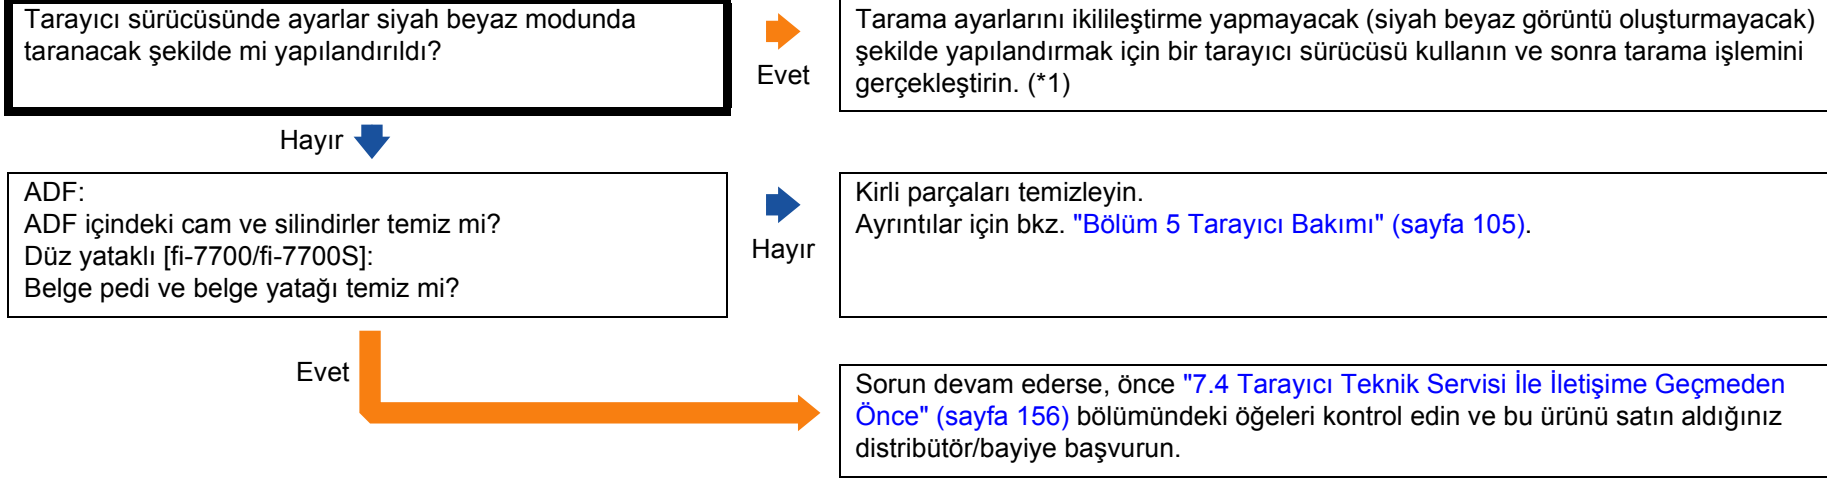 Tarayıcı sürücüsünde ayarlar siyah beyaz modunda
taranacak şekilde mi yapılandırıldı?
Evet
Tarama ayarlarını ikilileştirme yapmayacak (siyah beyaz görüntü oluşturmayacak)
şekilde yapılandırmak için bir tarayıcı sürücüsü kullanın ve sonra tarama işlemini
gerçekleştirin. (*1)
Hayır
ADF:
ADF içindeki cam ve silindirler temiz mi?
Düz yataklı [fi-7700/fi-7700S]:
Belge pedi ve belge yatağı temiz mi?
Hayır
Kirli parçaları temizleyin.
Ayrıntılar için bkz. "Bölüm 5 Tarayıcı Bakımı" (sayfa 105).
Evet
Sorun devam ederse, önce "7.4 Tarayıcı Teknik Servisi İle İletişime Geçmeden
Önce" (sayfa 156) bölümündeki öğeleri kontrol edin ve bu ürünü satın aldığınız
distribütör/bayiye başvurun.